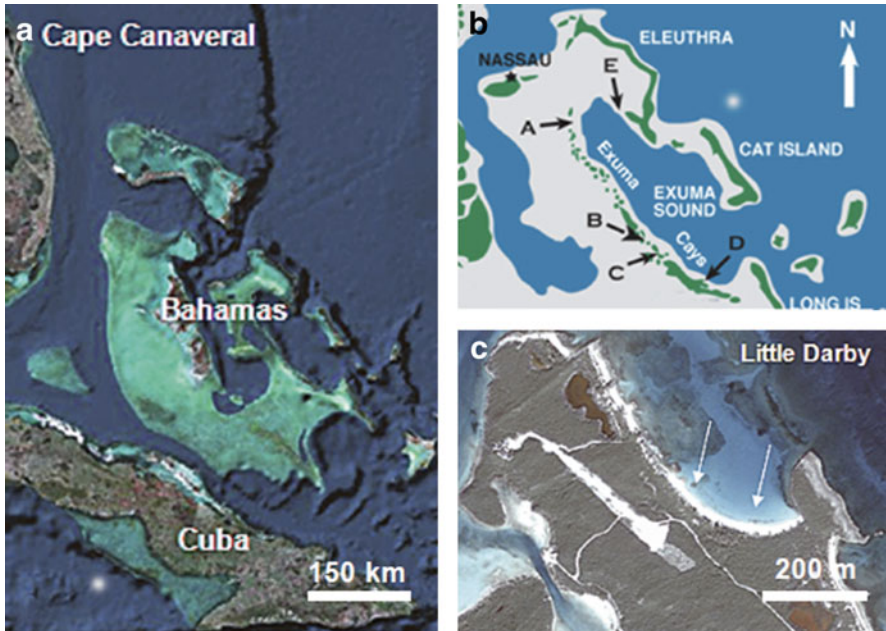 a
Cape Canaveral
Bahamas
Cuba
150 km
b
ELEUTHRA
N
NASSAU
E
A
CAT ISLAND
Exuma
EXUMA
SOUND
B
Cays
D
C
LONG IS
c
Little Darby
200 m